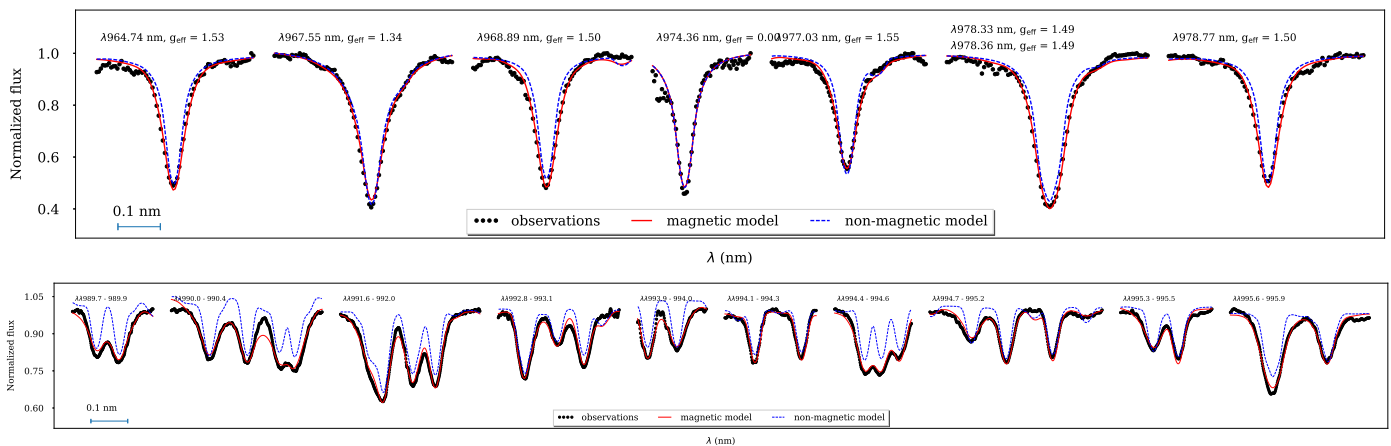 λ978.33 nm, g_eff = 1.49
λ964.74 nm, g_eff = 1.53 λ967.55 nm, g_eff = 1.34 λ968.89 nm, g_eff = 1.50 λ974.36 nm, g_eff = 0.00 λ977.03 nm, g_eff = 1.55 λ978.36 nm, g_eff = 1.49 λ978.77 nm, g_eff = 1.50
1.0
0.8
0.6
0.4
Normalized flux
0.1 nm
observations magnetic model non-magnetic model
λ (nm)
λλ989.7 - 989.9 λλ990.0 - 990.4 λλ991.6 - 992.0 λλ992.8 - 993.1 λλ993.9 - 994.0 λλ994.1 - 994.3 λλ994.4 - 994.6 λλ994.7 - 995.2 λλ995.3 - 995.5 λλ995.6 - 995.9
1.05
0.90
0.75
0.60
Normalized flux
0.1 nm
observations magnetic model non-magnetic model
λ (nm)